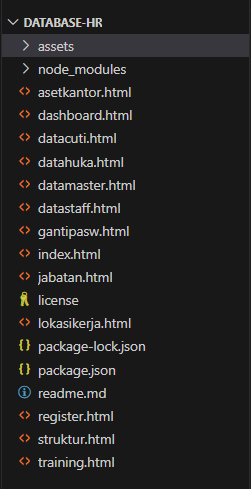 DATABASE-HR
assets
node_modules
asetkantor.html
dashboard.html
datacuti.html
datahuka.html
datamaster.html
datastaff.html
gantipasw.html
index.html
jabatan.html
license
lokasikerja.html
package-lock.json
package.json
readme.md
register.html
struktur.html
training.html